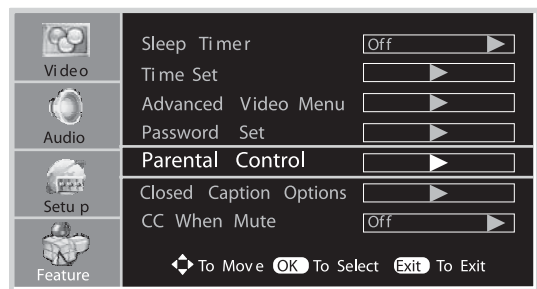 Video
Audio
Setup
Feature
Sleep Timer Off
Time Set
Advanced Video Menu
Password Set
Parental Control
Closed Caption Options
CC When Mute Off
To Move OK To Select Exit To Exit